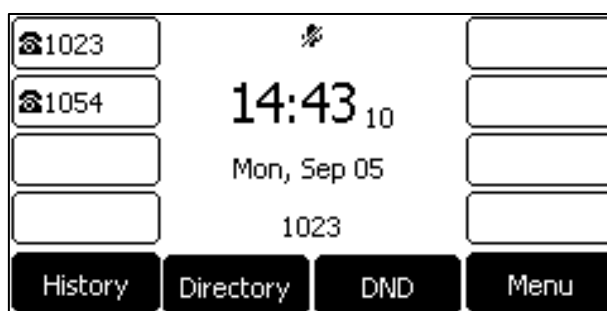 ☎1023
☎1054
14:43 10
Mon, Sep 05
1023
History Directory DND Menu